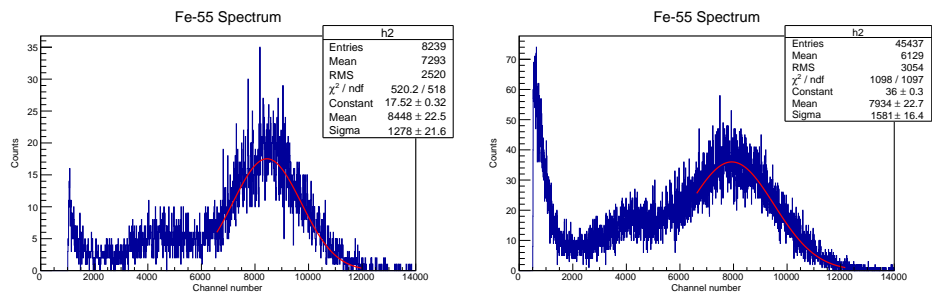 Fe-55 Spectrum
h2
Entries 8239
Mean 7293
RMS 2520
χ² / ndf 520.2 / 518
Constant 17.52 ± 0.32
Mean 8448 ± 22.5
Sigma 1278 ± 21.6
Counts
35
30
25
20
15
10
5
0
0 2000 4000 6000 8000 10000 12000 14000
Channel number
Fe-55 Spectrum
h2
Entries 45437
Mean 6129
RMS 3054
χ² / ndf 1098 / 1097
Constant 36 ± 0.3
Mean 7934 ± 22.7
Sigma 1581 ± 16.4
Counts
70
60
50
40
30
20
10
0
0 2000 4000 6000 8000 10000 12000 14000
Channel number